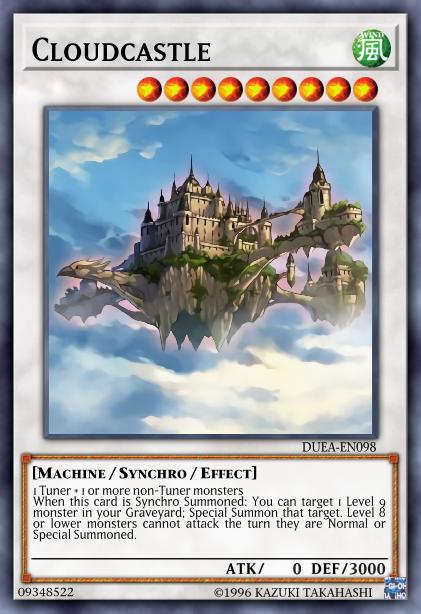 Cloudcastle
WIND
風
DUEA-EN098
[Machine / Synchro / Effect]
1 Tuner + 1 or more non-Tuner monsters
When this card is Synchro Summoned: You can target 1 Level 9
monster in your Graveyard; Special Summon that target. Level 8
or lower monsters cannot attack the turn they are Normal or
Special Summoned.
ATK/ 0 DEF/3000
09348522 ©1996 KAZUKI TAKAHASHI